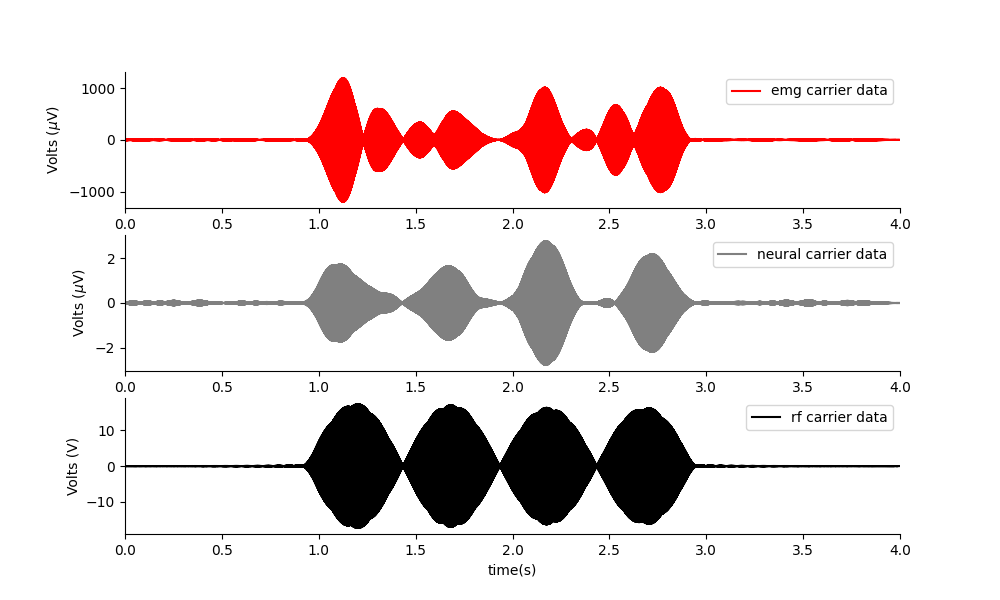 1000
0
−1000
Volts (μV)
emg carrier data
0.0 0.5 1.0 1.5 2.0 2.5 3.0 3.5 4.0
2
0
−2
Volts (μV)
neural carrier data
0.0 0.5 1.0 1.5 2.0 2.5 3.0 3.5 4.0
10
0
−10
Volts (V)
rf carrier data
0.0 0.5 1.0 1.5 2.0 2.5 3.0 3.5 4.0
time(s)